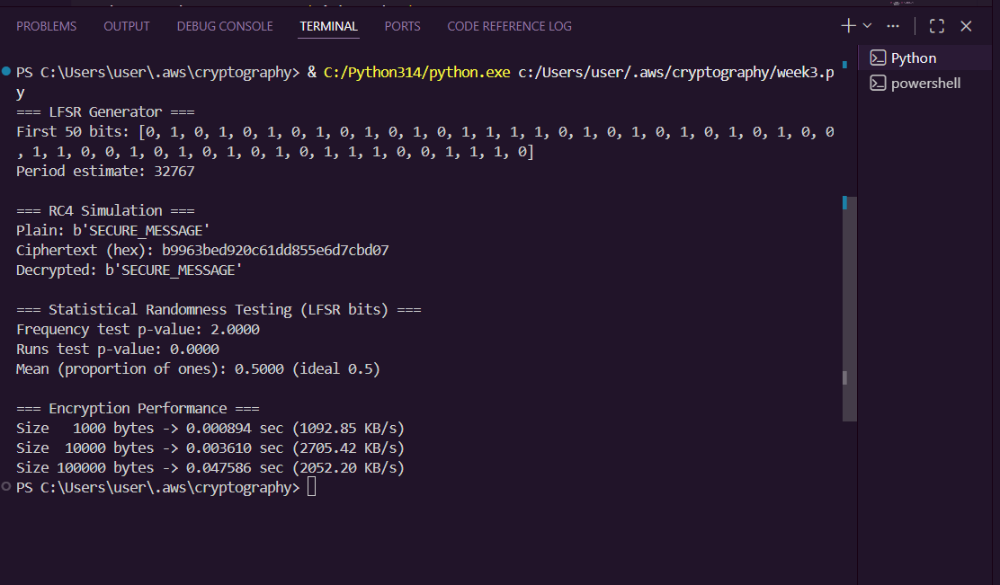 PROBLEMS OUTPUT DEBUG CONSOLE TERMINAL PORTS CODE REFERENCE LOG
Python
powershell
PS C:\Users\user\.aws\cryptography> & C:/Python314/python.exe c:/Users/user/.aws/cryptography/week3.p
y
=== LFSR Generator ===
First 50 bits: [0, 1, 0, 1, 0, 1, 0, 1, 0, 1, 0, 1, 0, 1, 1, 1, 1, 0, 1, 0, 1, 0, 1, 0, 1, 0, 1, 0, 0
, 1, 1, 0, 0, 1, 0, 1, 0, 1, 0, 1, 0, 1, 1, 1, 0, 0, 1, 1, 1, 0]
Period estimate: 32767
=== RC4 Simulation ===
Plain: b'SECURE_MESSAGE'
Ciphertext (hex): b9963bed920c61dd855e6d7cbd07
Decrypted: b'SECURE_MESSAGE'
=== Statistical Randomness Testing (LFSR bits) ===
Frequency test p-value: 2.0000
Runs test p-value: 0.0000
Mean (proportion of ones): 0.5000 (ideal 0.5)
=== Encryption Performance ===
Size   1000 bytes -> 0.000894 sec (1092.85 KB/s)
Size  10000 bytes -> 0.003610 sec (2705.42 KB/s)
Size 100000 bytes -> 0.047586 sec (2052.20 KB/s)
PS C:\Users\user\.aws\cryptography>